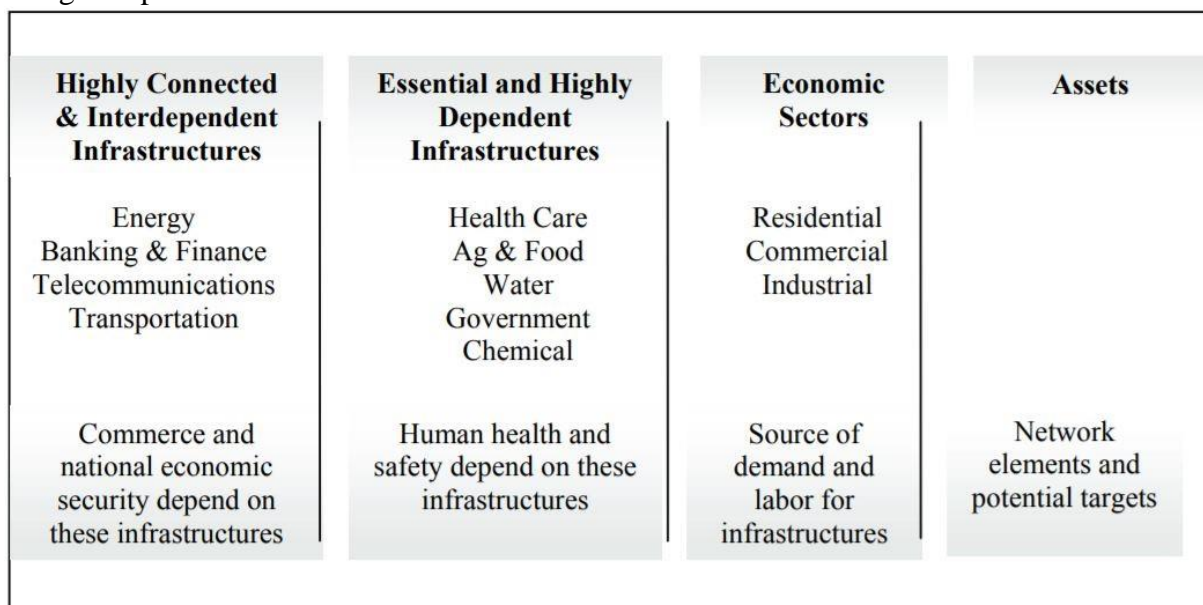 Highly Connected
& Interdependent
Infrastructures
Energy
Banking & Finance
Telecommunications
Transportation
Commerce and
national economic
security depend on
these infrastructures
Essential and Highly
Dependent
Infrastructures
Health Care
Ag & Food
Water
Government
Chemical
Human health and
safety depend on these
infrastructures
Economic
Sectors
Residential
Commercial
Industrial
Source of
demand and
labor for
infrastructures
Assets
Network
elements and
potential targets